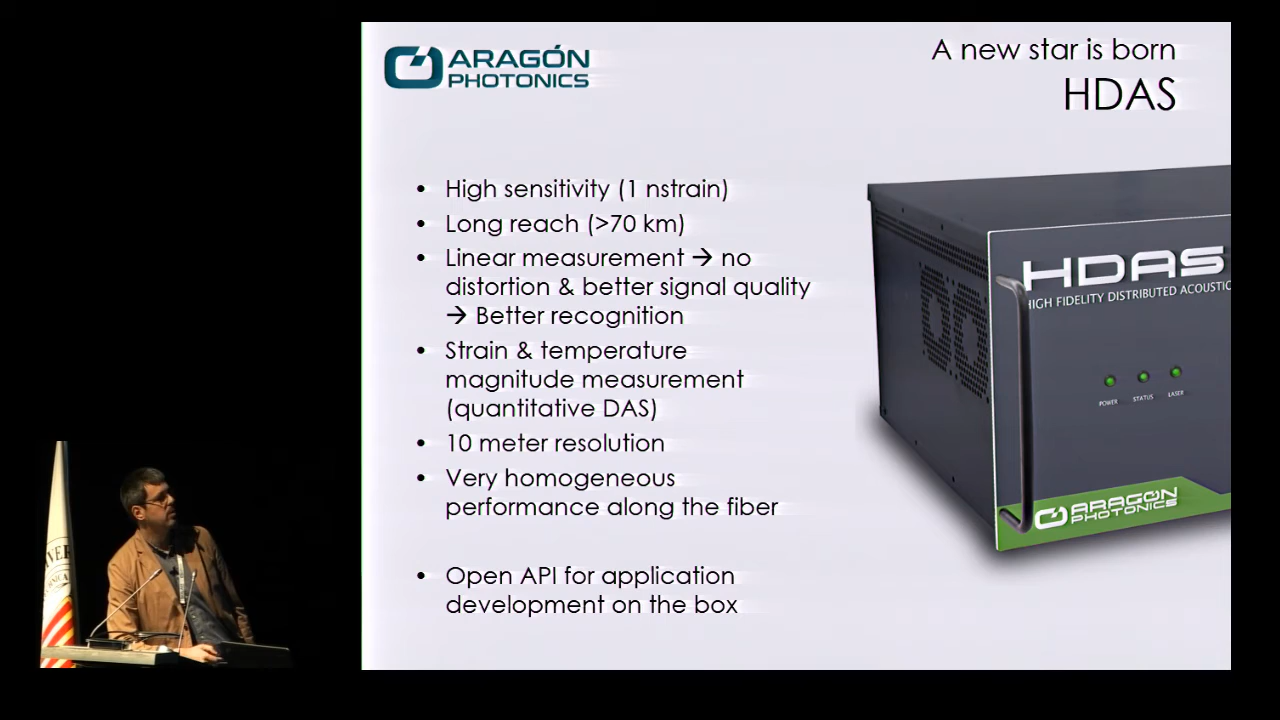 ARAGÓN
PHOTONICS
A new star is born
HDAS
• High sensitivity (1 nstrain)
• Long reach (>70 km)
• Linear measurement → no
distortion & better signal quality
→ Better recognition
• Strain & temperature
magnitude measurement
(quantitative DAS)
• 10 meter resolution
• Very homogeneous
performance along the fiber
• Open API for application
development on the box
HDAS
HIGH FIDELITY DISTRIBUTED ACOUSTIC
POWER STATUS LASER
ARAGÓN
PHOTONICS